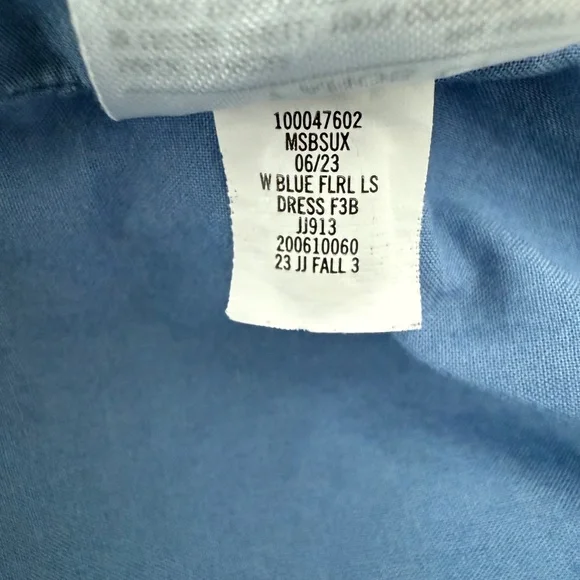 100047602
MSBSUX
06/23
W BLUE FLRL LS
DRESS F3B
JJ913
200610060
23 JJ FALL 3